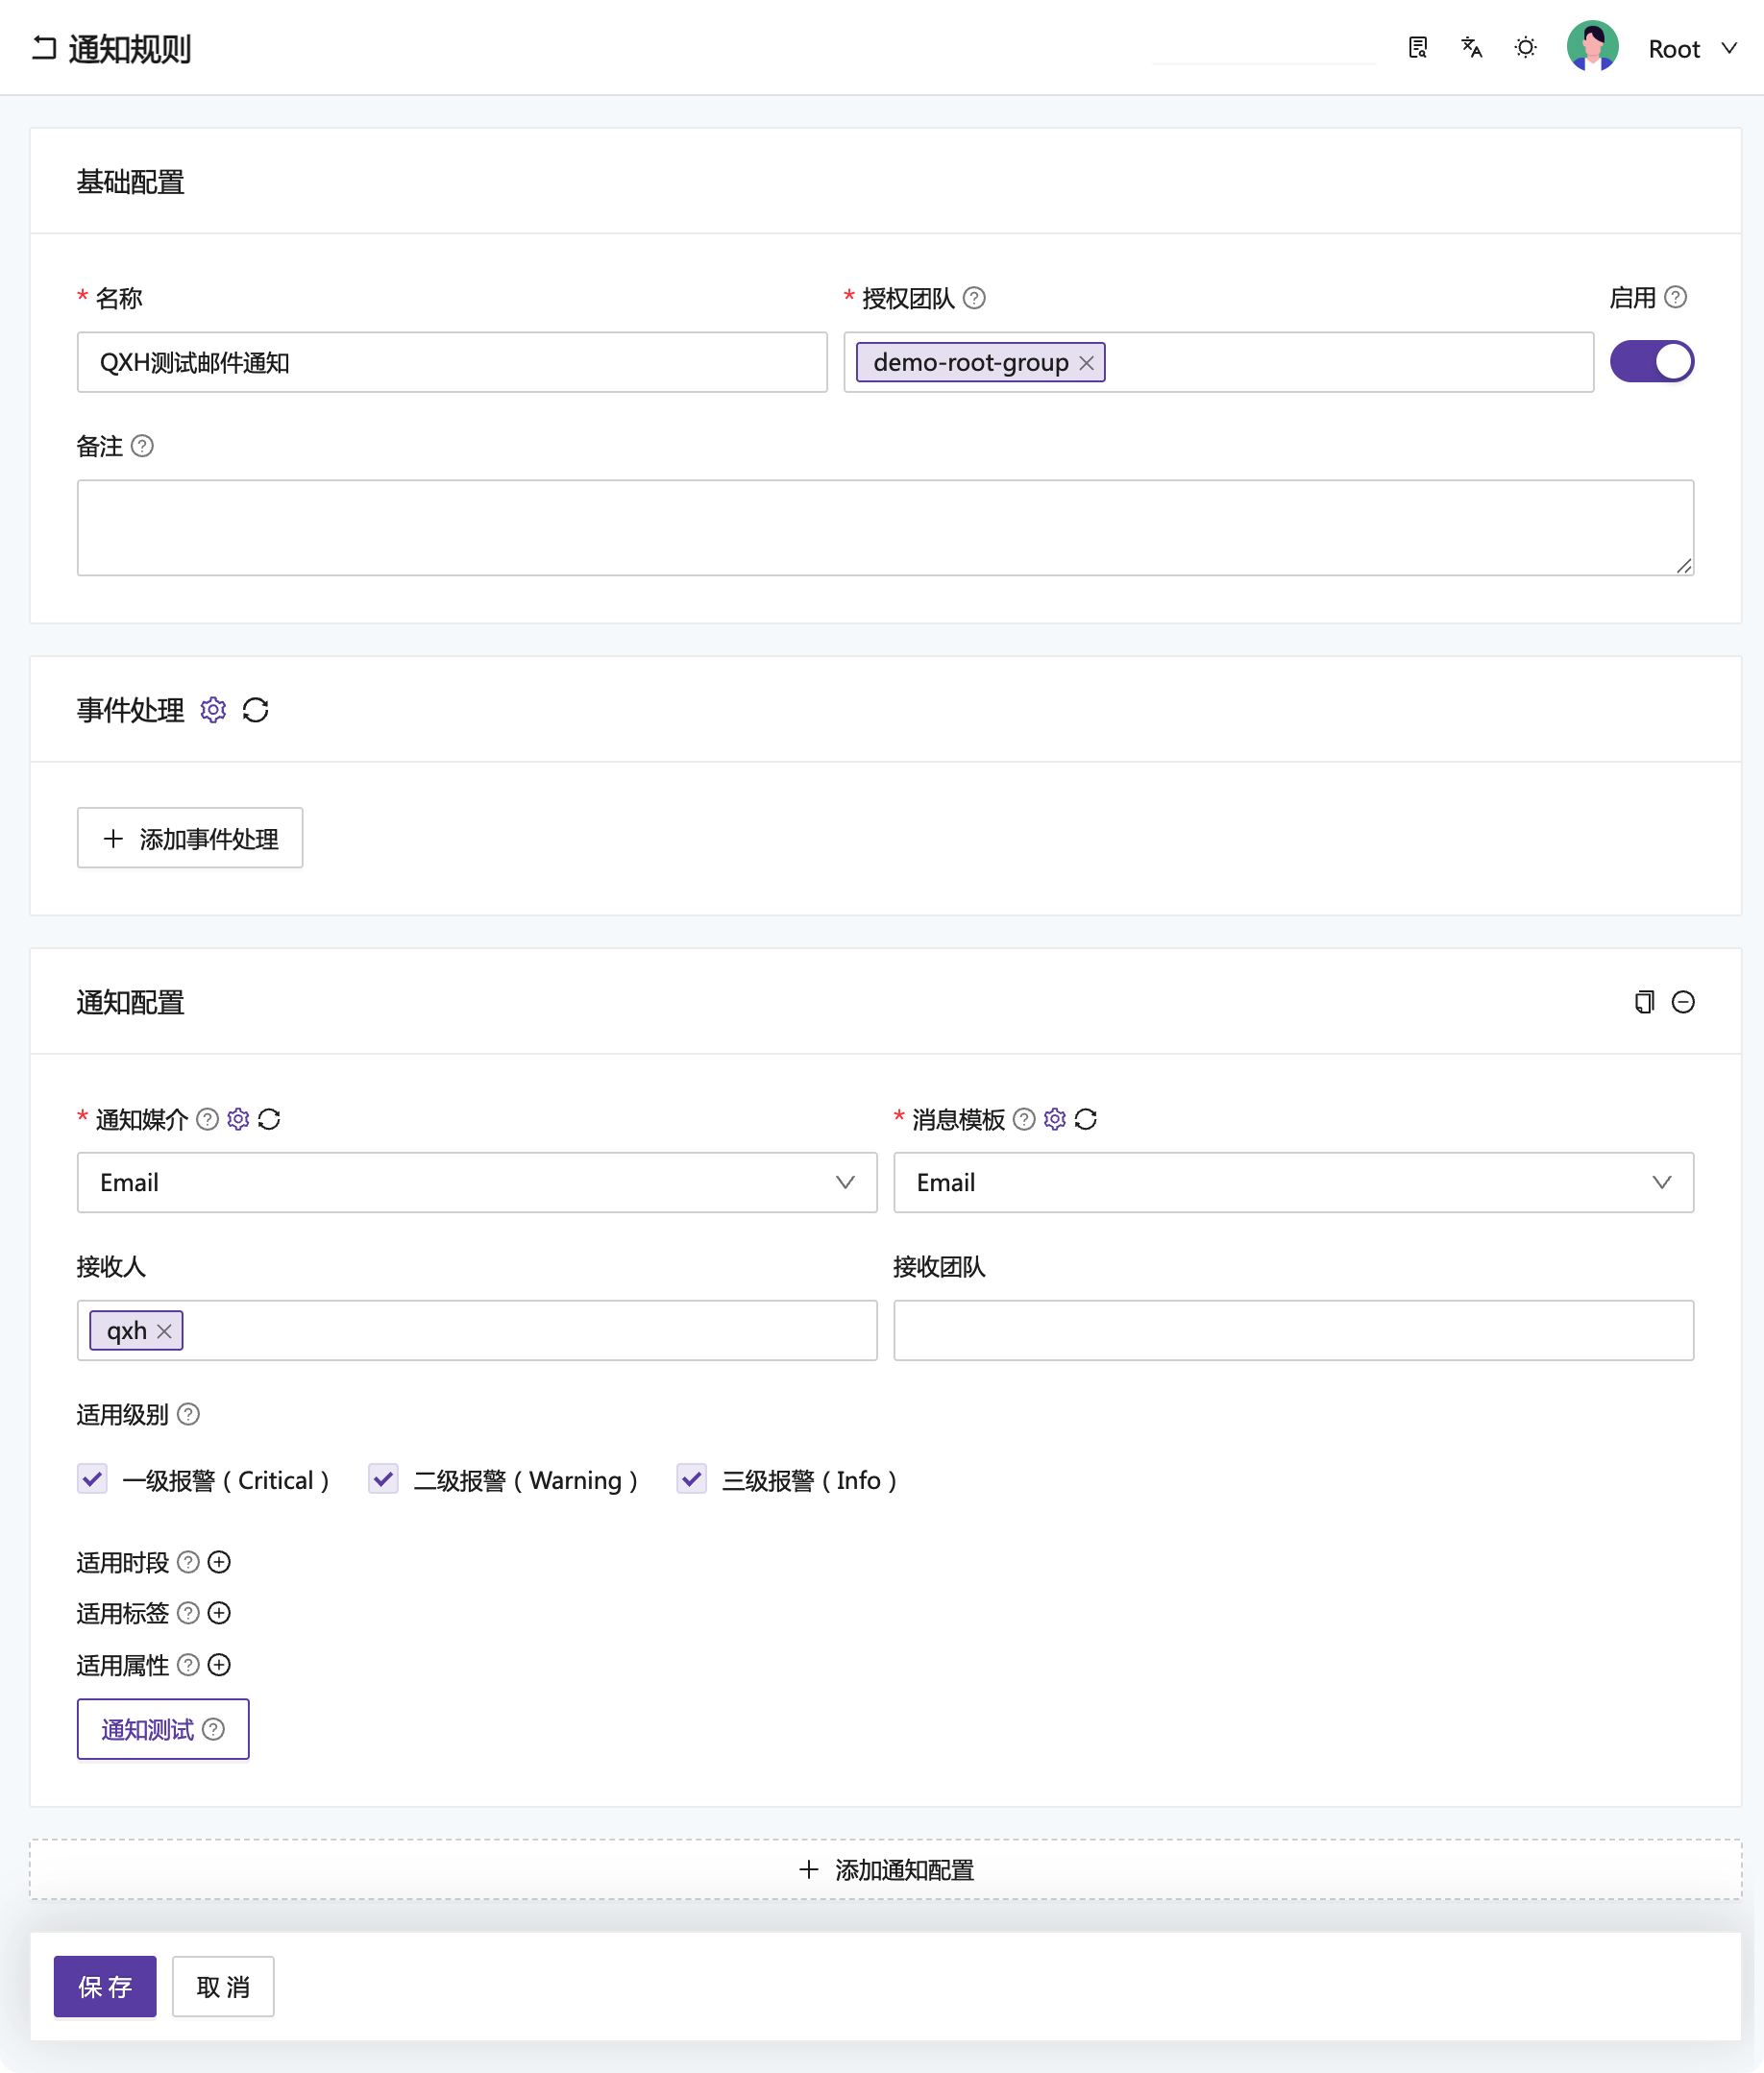 通知规则
Root
基础配置
* 名称
* 授权团队
启用
QXH测试邮件通知
demo-root-group
备注
事件处理
添加事件处理
通知配置
* 通知媒介
* 消息模板
Email
Email
接收人
接收团队
qxh
适用级别
一级报警 ( Critical ) 二级报警 ( Warning ) 三级报警 ( Info )
适用时段
适用标签
适用属性
通知测试
添加通知配置
保 存
取 消